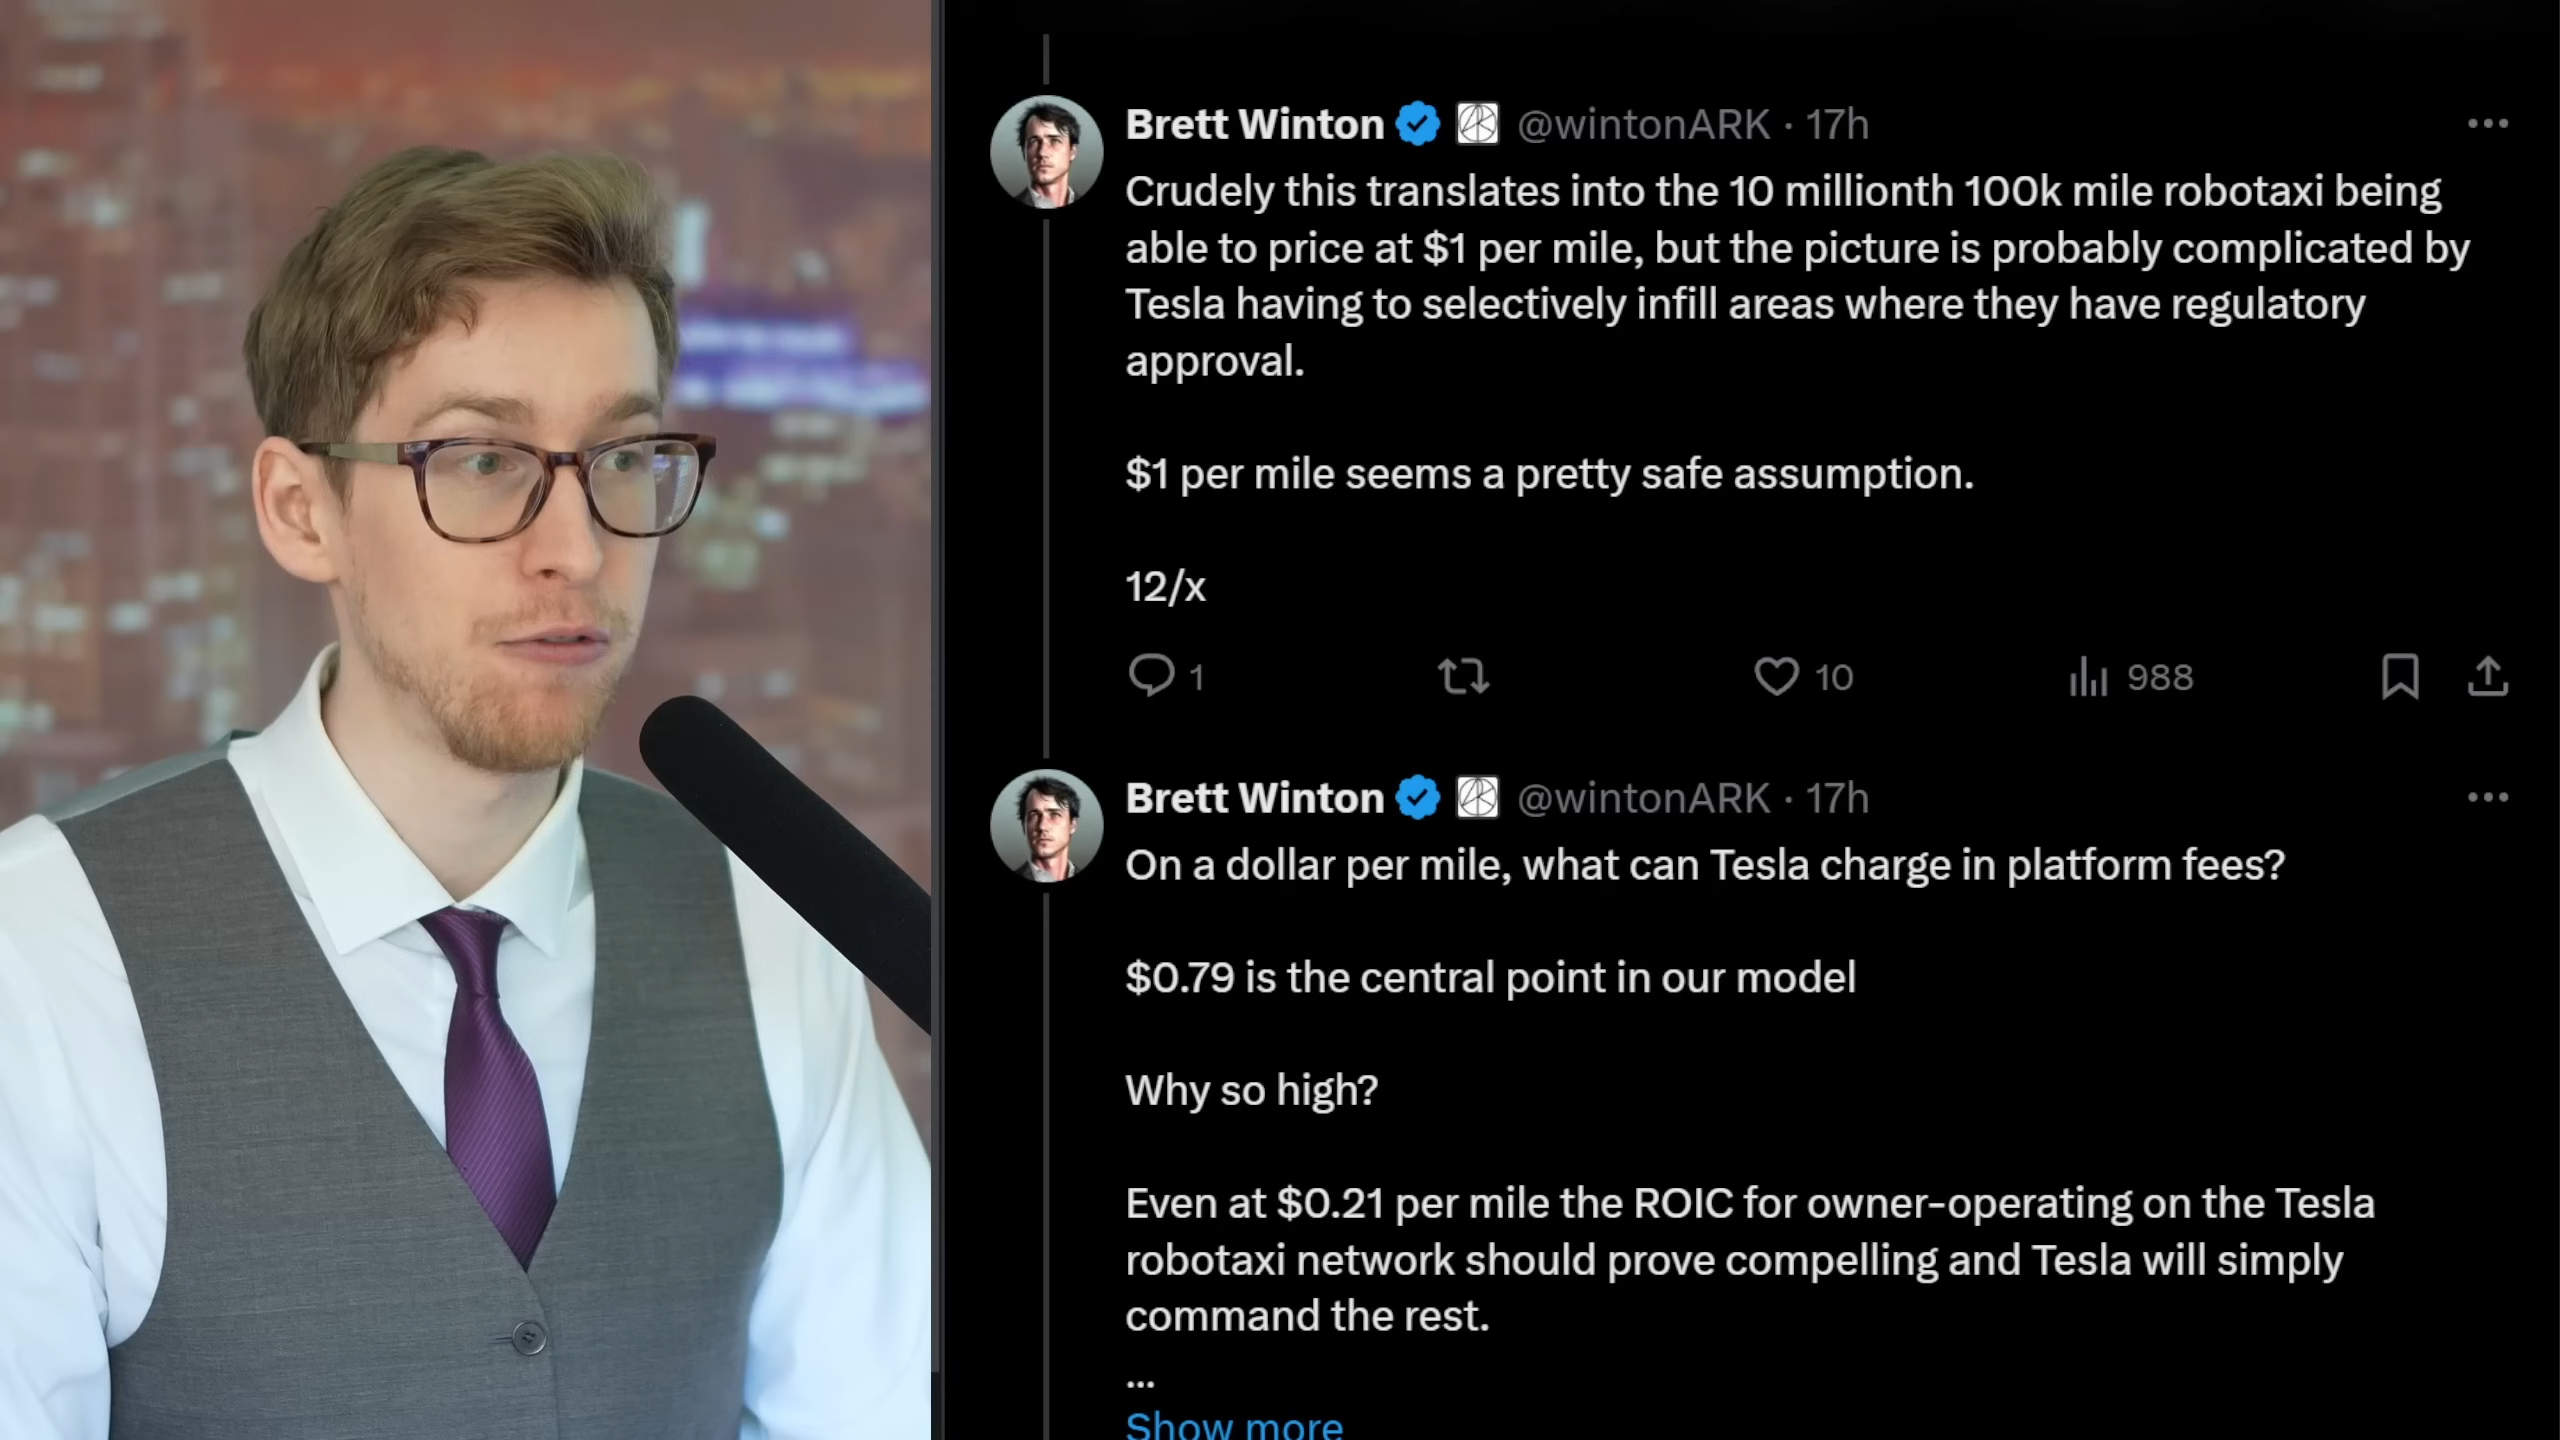 Brett Winton @wintonARK · 17h
Crudely this translates into the 10 millionth 100k mile robotaxi being
able to price at $1 per mile, but the picture is probably complicated by
Tesla having to selectively infill areas where they have regulatory
approval.
$1 per mile seems a pretty safe assumption.
12/x
1 10 988
Brett Winton @wintonARK · 17h
On a dollar per mile, what can Tesla charge in platform fees?
$0.79 is the central point in our model
Why so high?
Even at $0.21 per mile the ROIC for owner-operating on the Tesla
robotaxi network should prove compelling and Tesla will simply
command the rest.
...
Show more